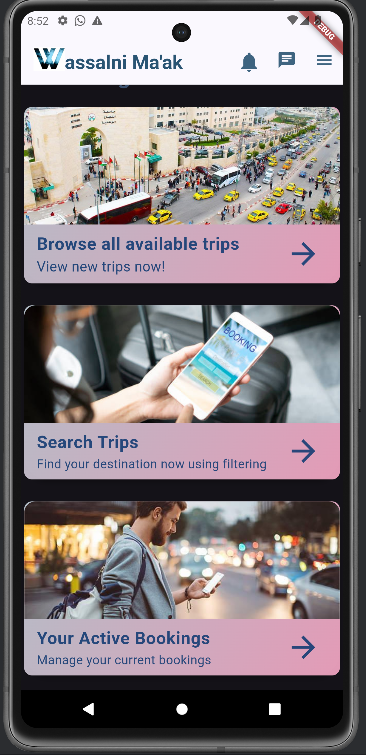 8:52
DEBUG
Wassalni Ma'ak
Browse all available trips
View new trips now!
BOOKING
Search Trips
Find your destination now using filtering
Your Active Bookings
Manage your current bookings